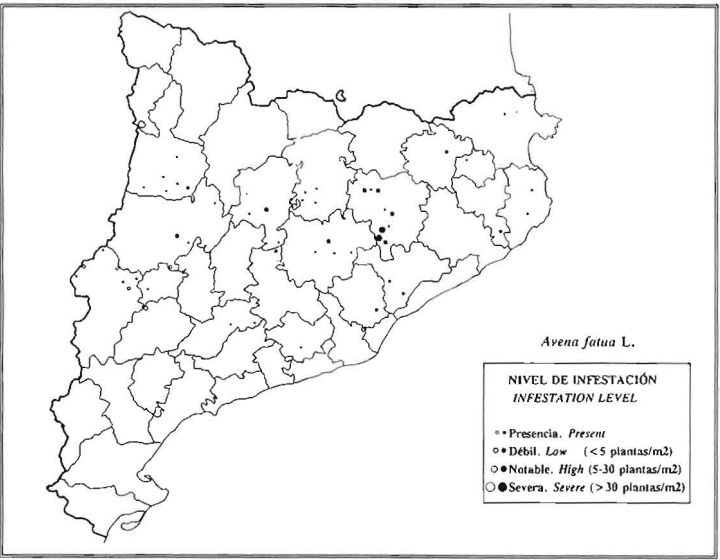 Avena fatua L.
NIVEL DE INFESTACIÓN
INFESTATION LEVEL
Presencia. Present
Débil. Low (<5 plantas/m2)
Notable. High (5-30 plantas/m2)
Severa. Severe (>30 plantas/m2)